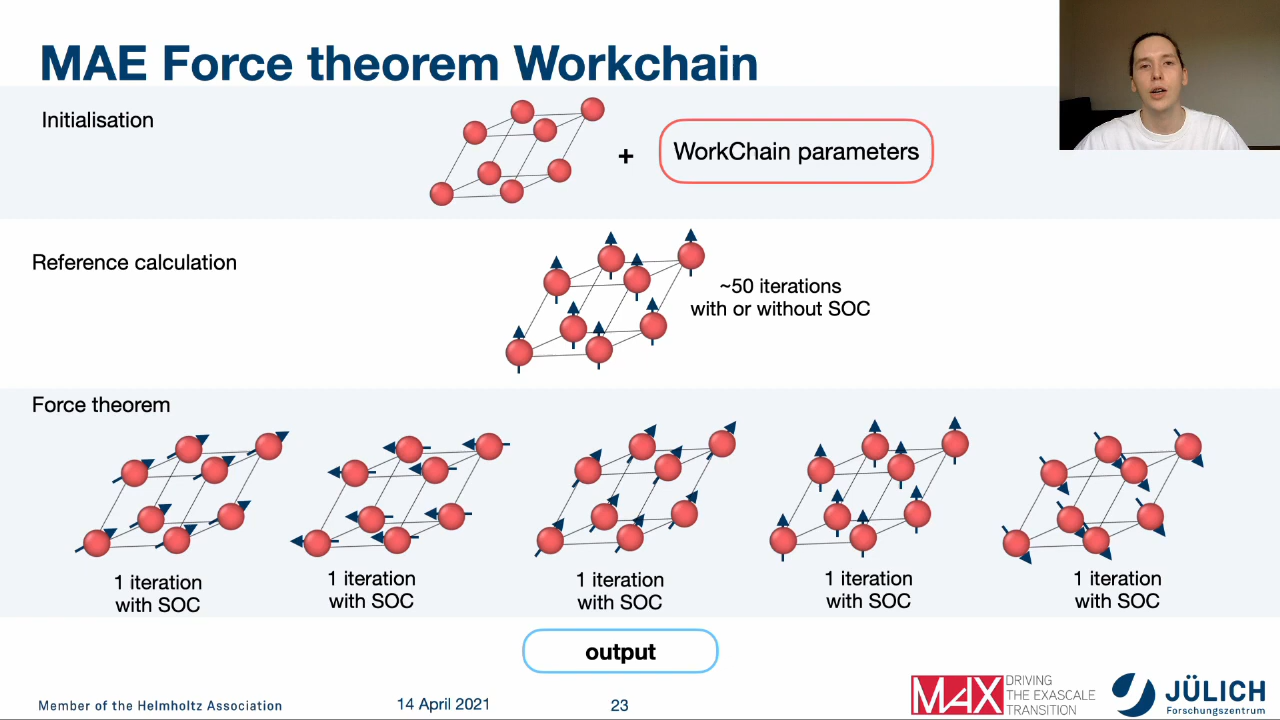 MAE Force theorem Workchain
Initialisation
+
WorkChain parameters
Reference calculation
~50 iterations
with or without SOC
Force theorem
1 iteration
with SOC
1 iteration
with SOC
1 iteration
with SOC
1 iteration
with SOC
1 iteration
with SOC
output
Member of the Helmholtz Association
14 April 2021
23
MAX
DRIVING
THE EXASCALE
TRANSITION
JÜLICH
Forschungszentrum